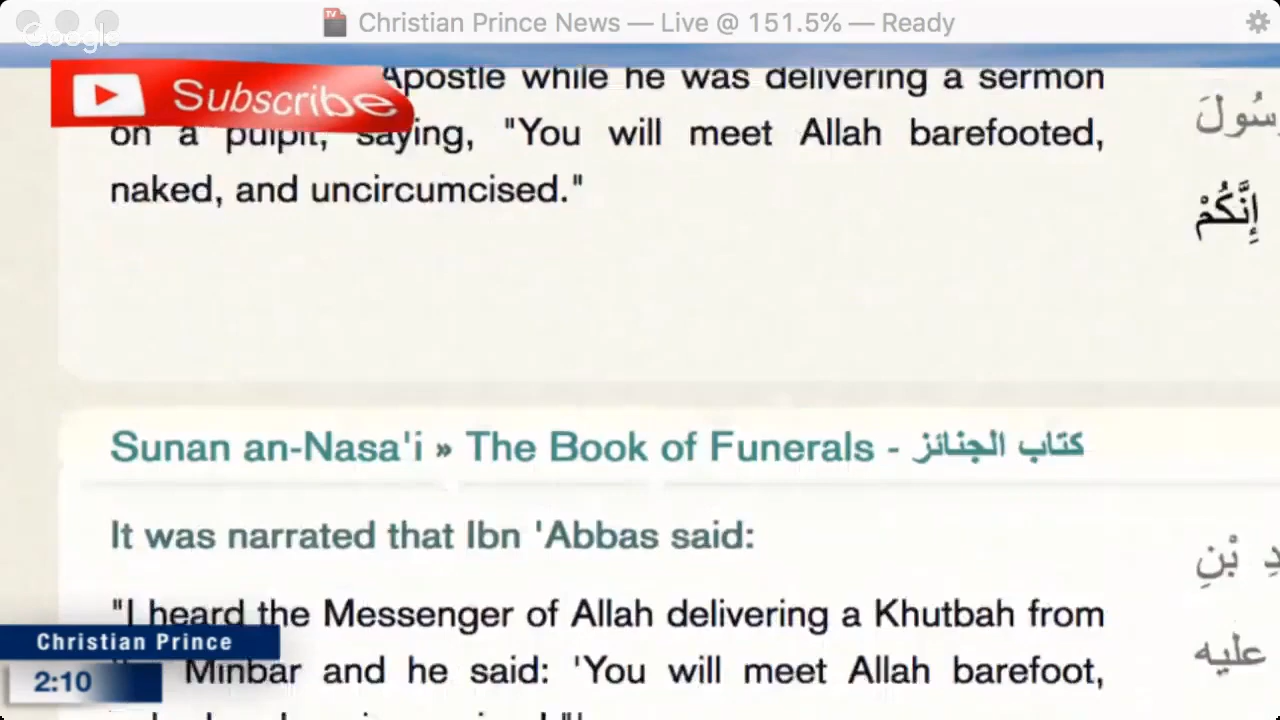 Christian Prince News — Live @ 151.5% — Ready
Google
Subscribe
Apostle while he was delivering a sermon
on a pulpit, saying, "You will meet Allah barefooted,
naked, and uncircumcised."
إِنَّكُمْ
Sunan an-Nasa'i » The Book of Funerals - كتاب الجنائز
It was narrated that Ibn 'Abbas said:
"I heard the Messenger of Allah delivering a Khutbah from
بْنِ
Minbar and he said: 'You will meet Allah barefoot,
عليه
Christian Prince
2:10